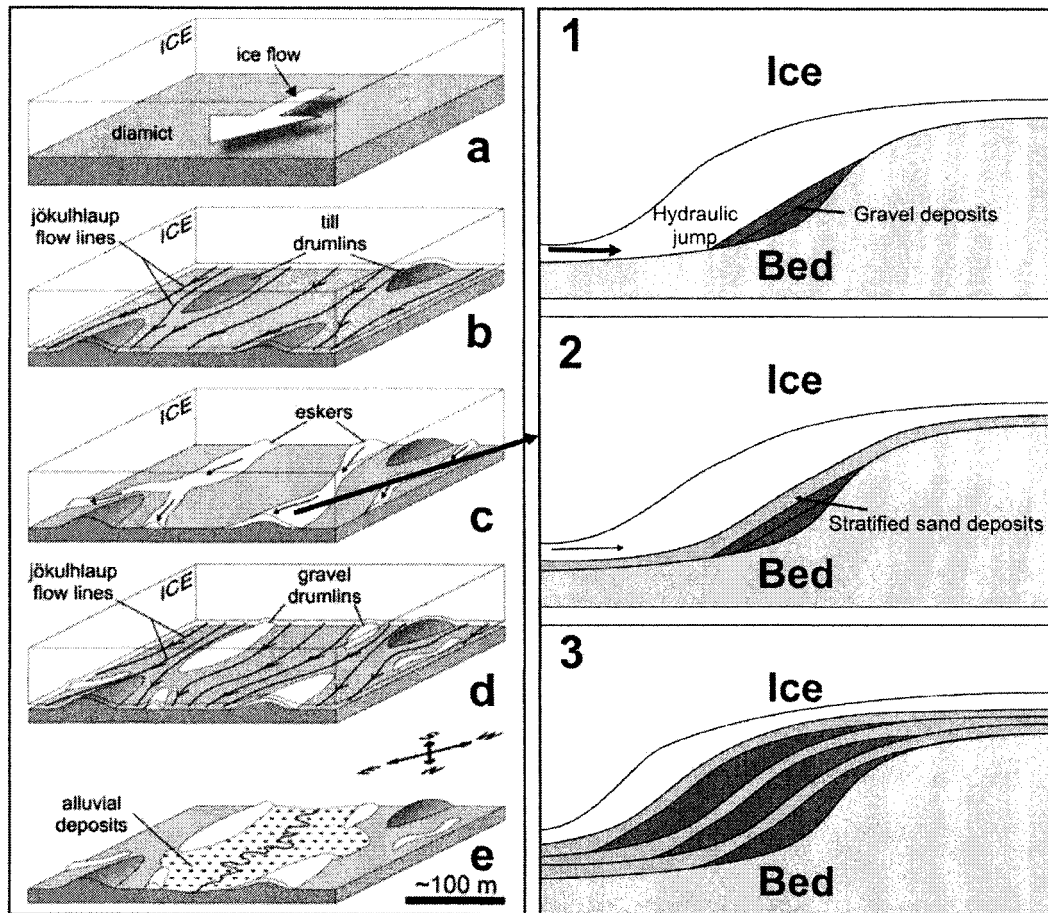 ICE
ice flow
diamict
a
jökulhlaup
flow lines
ICE
till
drumlins
b
ICE
eskers
c
jökulhlaup
flow lines
ICE
gravel
drumlins
d
alluvial
deposits
e
~100 m
1
Ice
Hydraulic
jump
Gravel deposits
Bed
2
Ice
Stratified sand deposits
Bed
3
Ice
Bed